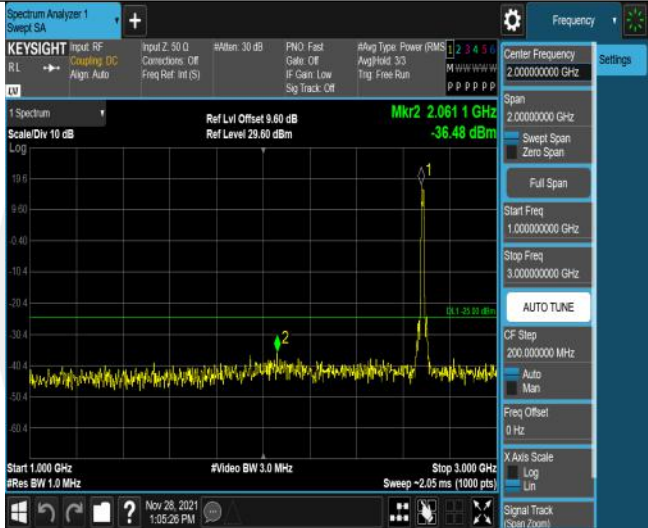 Spectrum Analyzer 1
Swept SA
+
Frequency
KEYSIGHT
RL
LV
Input: RF
Coupling: DC
Align: Auto
Input Z: 50 Ω
Corrections: Off
Freq Ref: Int (S)
#Atten: 30 dB
PNO: Fast
Gate: Off
IF Gain: Low
Sig Track: Off
#Avg Type: Power (RMS
Avg|Hold: 3/3
Trig: Free Run
1 2 3 4 5 6
M W W W W W
P P P P P P
1 Spectrum
Scale/Div 10 dB
Log
Ref Lvl Offset 9.60 dB
Ref Level 29.60 dBm
Mkr2 2.061 1 GHz
-36.48 dBm
19.6
9.60
-0.40
-10.4
-20.4
-30.4
-40.4
-50.4
-60.4
1
DL1 -25.00 dBm
2
Start 1.000 GHz
#Res BW 1.0 MHz
#Video BW 3.0 MHz
Stop 3.000 GHz
Sweep ~2.05 ms (1000 pts)
?
Nov 28, 2021
1:05:26 PM
Center Frequency
2.000000000 GHz
Settings
Span
2.00000000 GHz
Swept Span
Zero Span
Full Span
Start Freq
1.000000000 GHz
Stop Freq
3.000000000 GHz
AUTO TUNE
CF Step
200.000000 MHz
Auto
Man
Freq Offset
0 Hz
X Axis Scale
Log
Lin
Signal Track
(Span Zoom)